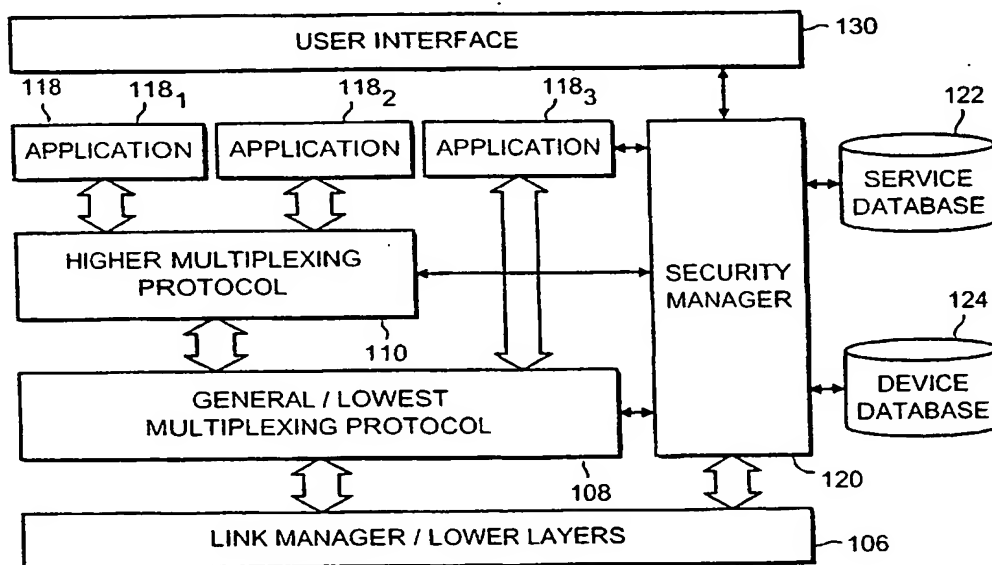 USER INTERFACE
130
118
118₁
118₂
118₃
APPLICATION
APPLICATION
APPLICATION
122
SERVICE
DATABASE
HIGHER MULTIPLEXING
PROTOCOL
SECURITY
MANAGER
110
124
GENERAL / LOWEST
MULTIPLEXING PROTOCOL
DEVICE
DATABASE
108
120
LINK MANAGER / LOWER LAYERS
106